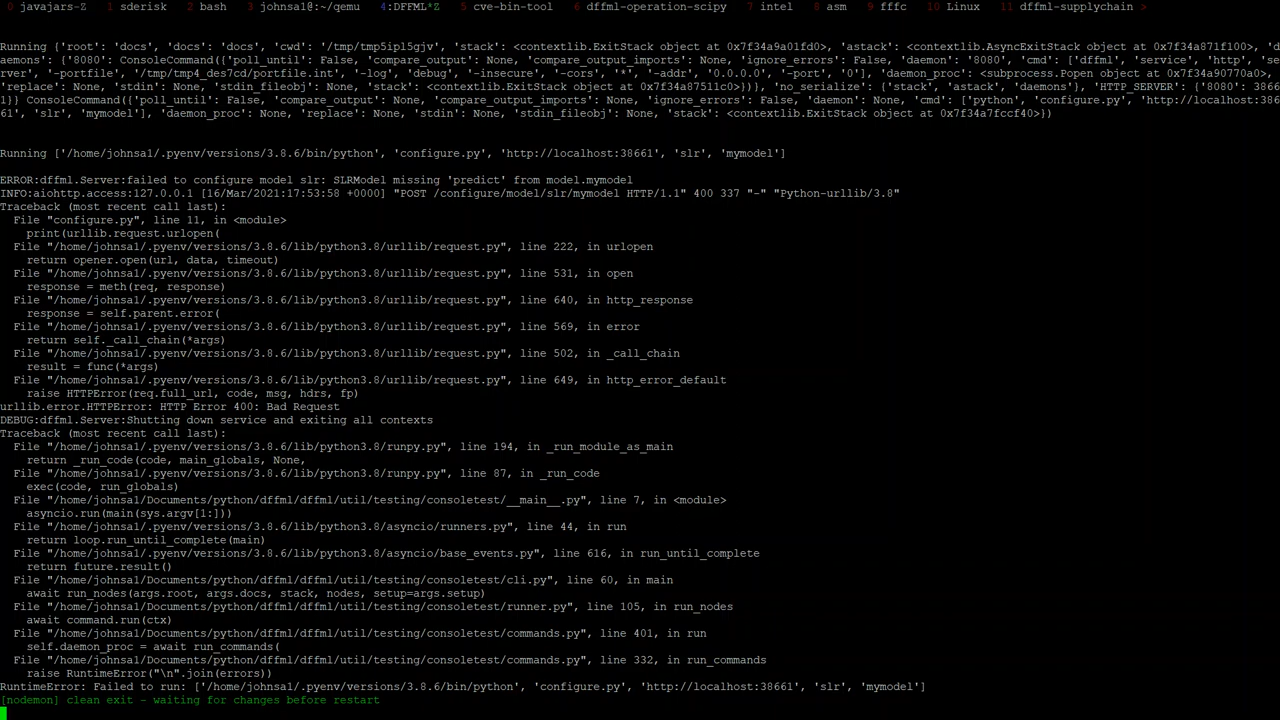 0 javajars-Z 1 sderisk 2 bash 3 johnsa1@:~/qemu 4:DFFML*Z 5 cve-bin-tool 6 dffml-operation-scipy 7 intel 8 asm 9 fffc 10 Linux 11 dffml-supplychain >
Running {'root': 'docs', 'docs': 'docs', 'cwd': '/tmp/tmp5ipl5gjv', 'stack': <contextlib.ExitStack object at 0x7f34a9a01fd0>, 'astack': <contextlib.AsyncExitStack object at 0x7f34a871f100>, 'd
aemons': {'8080': ConsoleCommand({'poll_until': False, 'compare_output': None, 'compare_output_imports': None, 'ignore_errors': False, 'daemon': '8080', 'cmd': ['dffml', 'service', 'http', 'se
rver', '-portfile', '/tmp/tmp4_des7cd/portfile.int', '-log', 'debug', '-insecure', '-cors', '*', '-addr', '0.0.0.0', '-port', '0'], 'daemon_proc': <subprocess.Popen object at 0x7f34a90770a0>,
'replace': None, 'stdin': None, 'stdin_fileobj': None, 'stack': <contextlib.ExitStack object at 0x7f34a87511c0>})}, 'no_serialize': {'stack', 'astack', 'daemons'}, 'HTTP_SERVER': {'8080': 3866
1}} ConsoleCommand({'poll_until': False, 'compare_output': None, 'compare_output_imports': None, 'ignore_errors': False, 'daemon': None, 'cmd': ['python', 'configure.py', 'http://localhost:386
61', 'slr', 'mymodel'], 'daemon_proc': None, 'replace': None, 'stdin': None, 'stdin_fileobj': None, 'stack': <contextlib.ExitStack object at 0x7f34a7fccf40>})
Running ['/home/johnsa1/.pyenv/versions/3.8.6/bin/python', 'configure.py', 'http://localhost:38661', 'slr', 'mymodel']
ERROR:dffml.Server:failed to configure model slr: SLRModel missing 'predict' from model.mymodel
INFO:aiohttp.access:127.0.0.1 [16/Mar/2021:17:53:58 +0000] "POST /configure/model/slr/mymodel HTTP/1.1" 400 337 "-" "Python-urllib/3.8"
Traceback (most recent call last):
File "configure.py", line 11, in <module>
print(urllib.request.urlopen(
File "/home/johnsa1/.pyenv/versions/3.8.6/lib/python3.8/urllib/request.py", line 222, in urlopen
return opener.open(url, data, timeout)
File "/home/johnsa1/.pyenv/versions/3.8.6/lib/python3.8/urllib/request.py", line 531, in open
response = meth(req, response)
File "/home/johnsa1/.pyenv/versions/3.8.6/lib/python3.8/urllib/request.py", line 640, in http_response
response = self.parent.error(
File "/home/johnsa1/.pyenv/versions/3.8.6/lib/python3.8/urllib/request.py", line 569, in error
return self._call_chain(*args)
File "/home/johnsa1/.pyenv/versions/3.8.6/lib/python3.8/urllib/request.py", line 502, in _call_chain
result = func(*args)
File "/home/johnsa1/.pyenv/versions/3.8.6/lib/python3.8/urllib/request.py", line 649, in http_error_default
raise HTTPError(req.full_url, code, msg, hdrs, fp)
urllib.error.HTTPError: HTTP Error 400: Bad Request
DEBUG:dffml.Server:Shutting down service and exiting all contexts
Traceback (most recent call last):
File "/home/johnsa1/.pyenv/versions/3.8.6/lib/python3.8/runpy.py", line 194, in _run_module_as_main
return _run_code(code, main_globals, None,
File "/home/johnsa1/.pyenv/versions/3.8.6/lib/python3.8/runpy.py", line 87, in _run_code
exec(code, run_globals)
File "/home/johnsa1/Documents/python/dffml/dffml/util/testing/consoletest/__main__.py", line 7, in <module>
asyncio.run(main(sys.argv[1:]))
File "/home/johnsa1/.pyenv/versions/3.8.6/lib/python3.8/asyncio/runners.py", line 44, in run
return loop.run_until_complete(main)
File "/home/johnsa1/.pyenv/versions/3.8.6/lib/python3.8/asyncio/base_events.py", line 616, in run_until_complete
return future.result()
File "/home/johnsa1/Documents/python/dffml/dffml/util/testing/consoletest/cli.py", line 60, in main
await run_nodes(args.root, args.docs, stack, nodes, setup=args.setup)
File "/home/johnsa1/Documents/python/dffml/dffml/util/testing/consoletest/runner.py", line 105, in run_nodes
await command.run(ctx)
File "/home/johnsa1/Documents/python/dffml/dffml/util/testing/consoletest/commands.py", line 401, in run
self.daemon_proc = await run_commands(
File "/home/johnsa1/Documents/python/dffml/dffml/util/testing/consoletest/commands.py", line 332, in run_commands
raise RuntimeError("\n".join(errors))
RuntimeError: Failed to run: ['/home/johnsa1/.pyenv/versions/3.8.6/bin/python', 'configure.py', 'http://localhost:38661', 'slr', 'mymodel']
[nodemon] clean exit - waiting for changes before restart